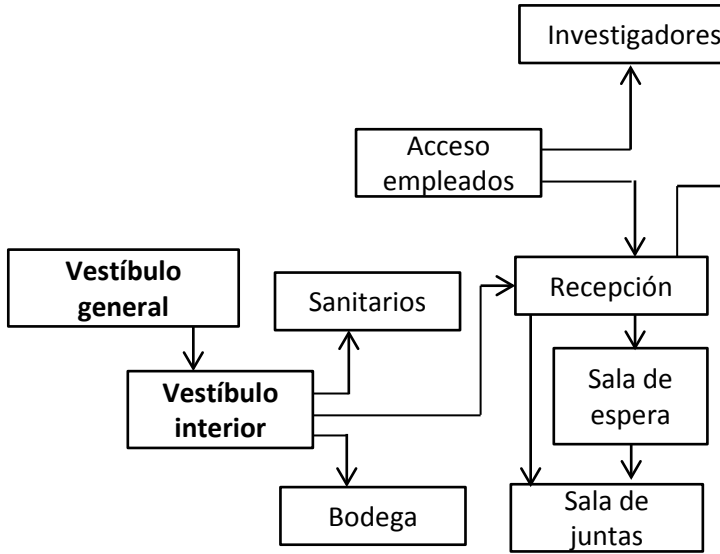 Investigadores
Acceso
empleados
Vestíbulo
general
Sanitarios
Recepción
Vestíbulo
interior
Sala de
espera
Bodega
Sala de
juntas